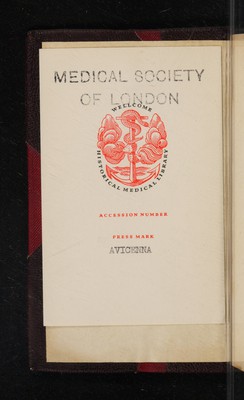 MEDICAL SOCIETY
OF LONDON
WELLCOME
HISTORICAL MEDICAL LIBRARY
ACCESSION NUMBER
PRESS MARK
AVICENNA